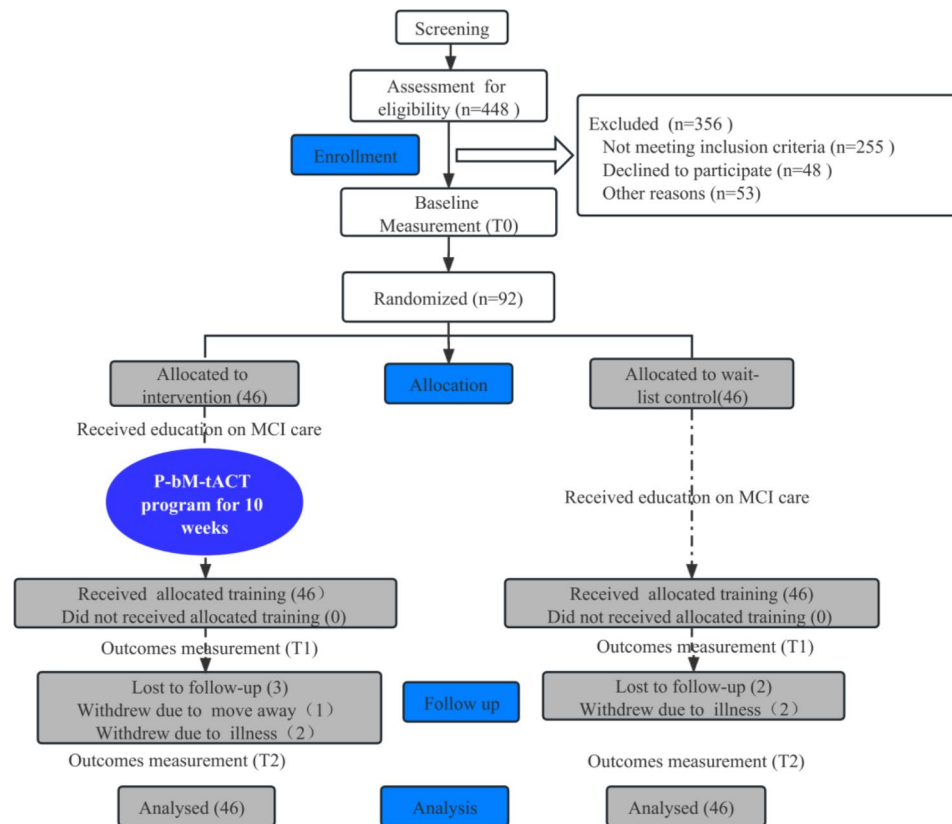 Screening
Assessment for
eligibility (n=448 )
Excluded (n=356 )
Not meeting inclusion criteria (n=255 )
Declined to participate (n=48 )
Other reasons (n=53)
Enrollment
Baseline
Measurement (T0)
Randomized (n=92)
Allocated to
intervention (46)
Allocation
Allocated to wait-
list control(46)
Received education on MCI care
P-bM-tACT
program for 10
weeks
Received education on MCI care
Received allocated training (46)
Did not received allocated training (0)
Received allocated training (46)
Did not received allocated training (0)
Outcomes measurement (T1)
Outcomes measurement (T1)
Lost to follow-up (3)
Withdrew due to move away（1）
Withdrew due to illness（2）
Follow up
Lost to follow-up (2)
Withdrew due to illness（2）
Outcomes measurement (T2)
Outcomes measurement (T2)
Analysed (46)
Analysis
Analysed (46)